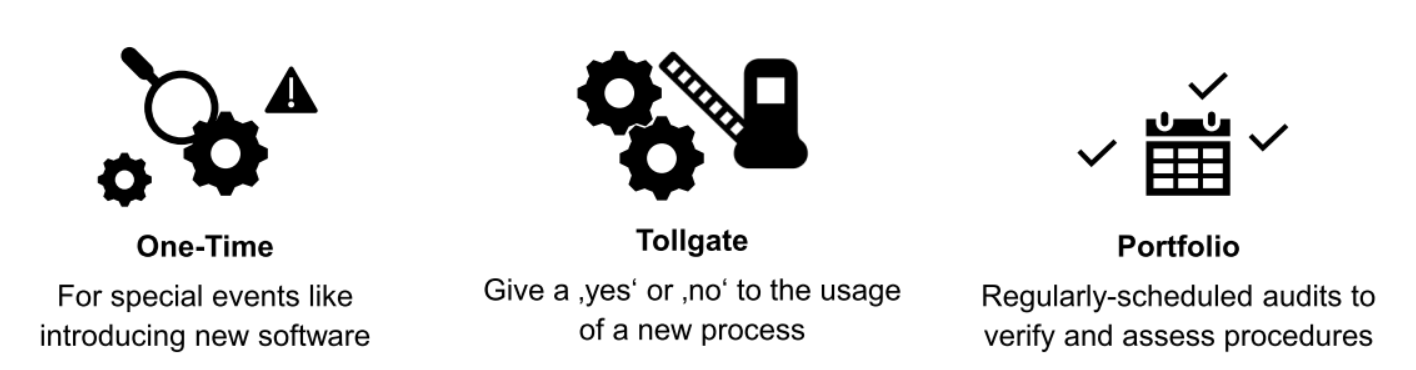 One-Time
For special events like
introducing new software
Tollgate
Give a ‚yes‘ or ‚no‘ to the usage
of a new process
Portfolio
Regularly-scheduled audits to
verify and assess procedures